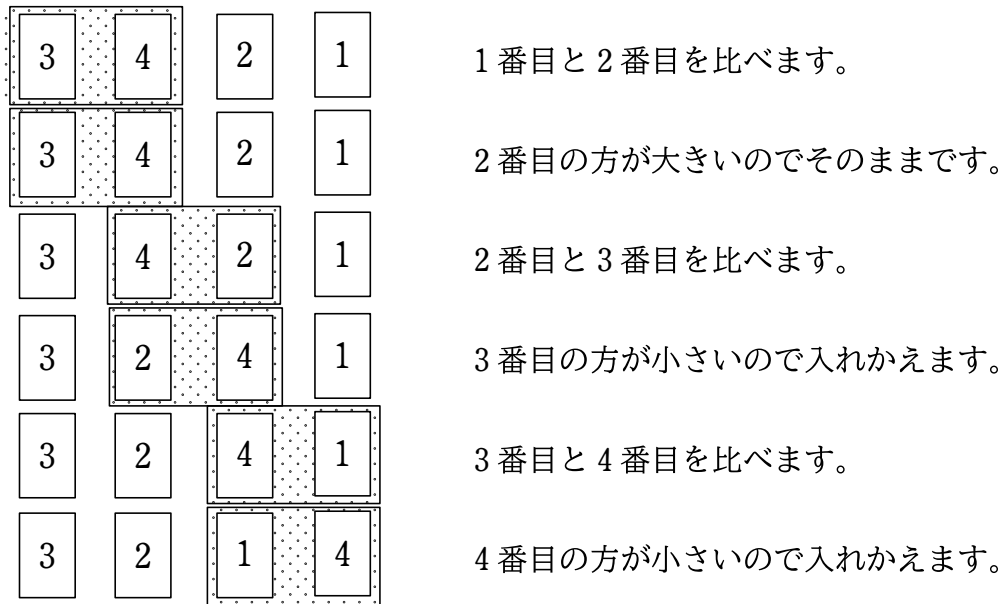 3 4 2 1 1番目と2番目を比べます。
3 4 2 1 2番目の方が大きいのでそのままです。
3 4 2 1 2番目と3番目を比べます。
3 2 4 1 3番目の方が小さいので入れかえます。
3 2 4 1 3番目と4番目を比べます。
3 2 1 4 4番目の方が小さいので入れかえます。